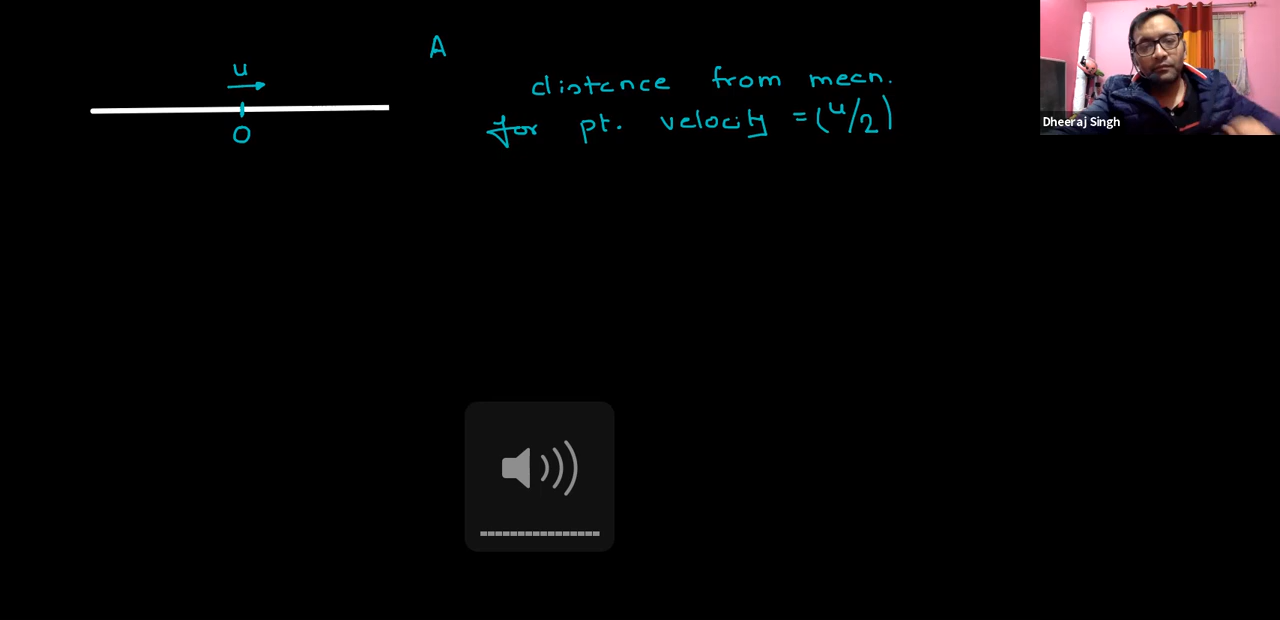 A
u
distance from mean.
for pt. velocity = (u/2)
O
Dheeraj Singh